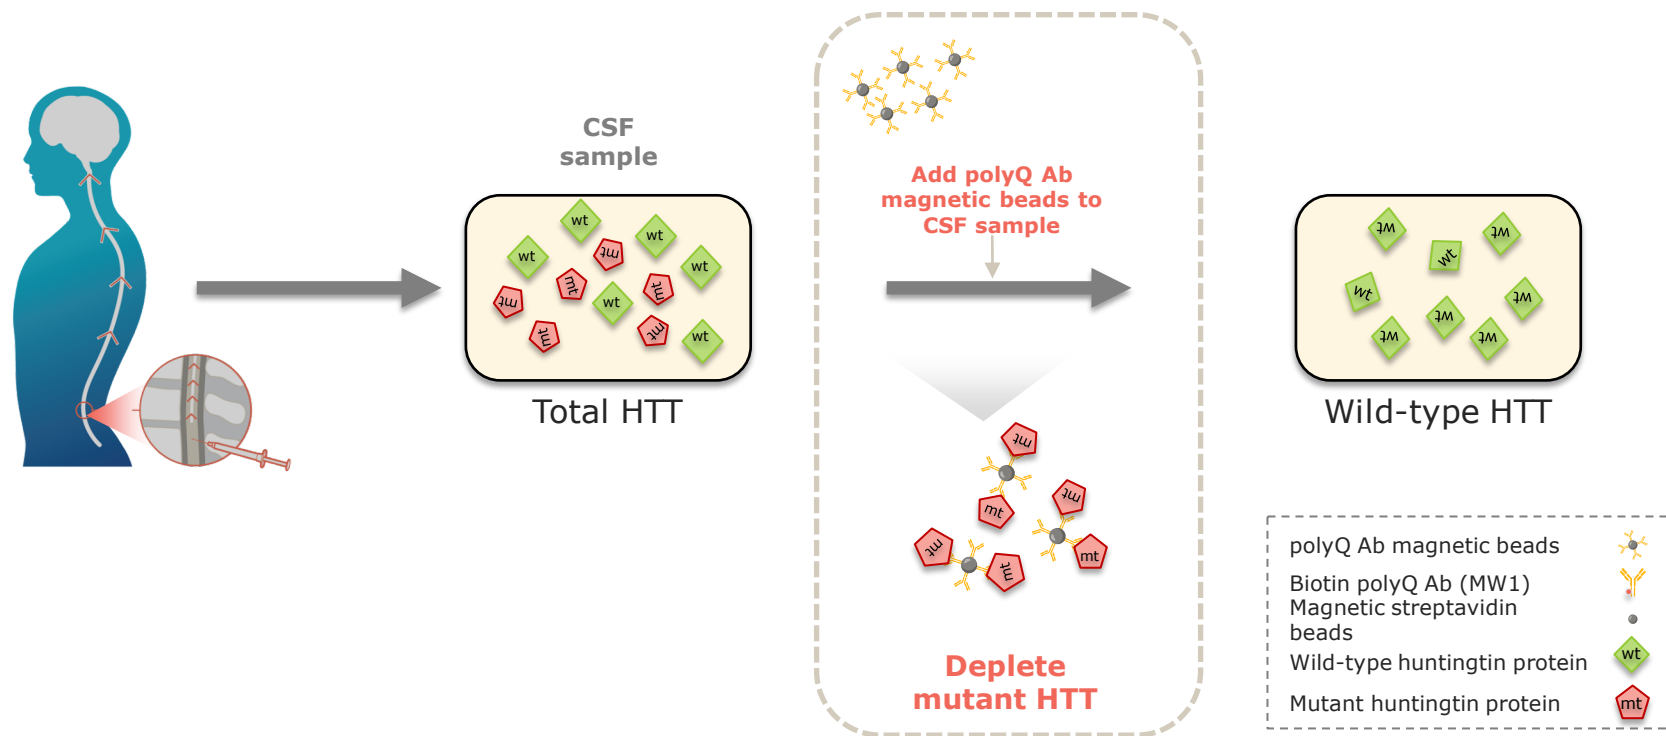 CSF
sample
wt
wt
wt
mt
wt
mt
mt
mt
wt
mt
mt
wt
Total HTT
Add polyQ Ab
magnetic beads to
CSF sample
mt
mt
mt
mt
mt
mt
Deplete
mutant HTT
wt
wt
wt
wt
wt
wt
wt
wt
Wild-type HTT
polyQ Ab magnetic beads
Biotin polyQ Ab (MW1)
Magnetic streptavidin
beads
Wild-type huntingtin protein
wt
Mutant huntingtin protein
mt